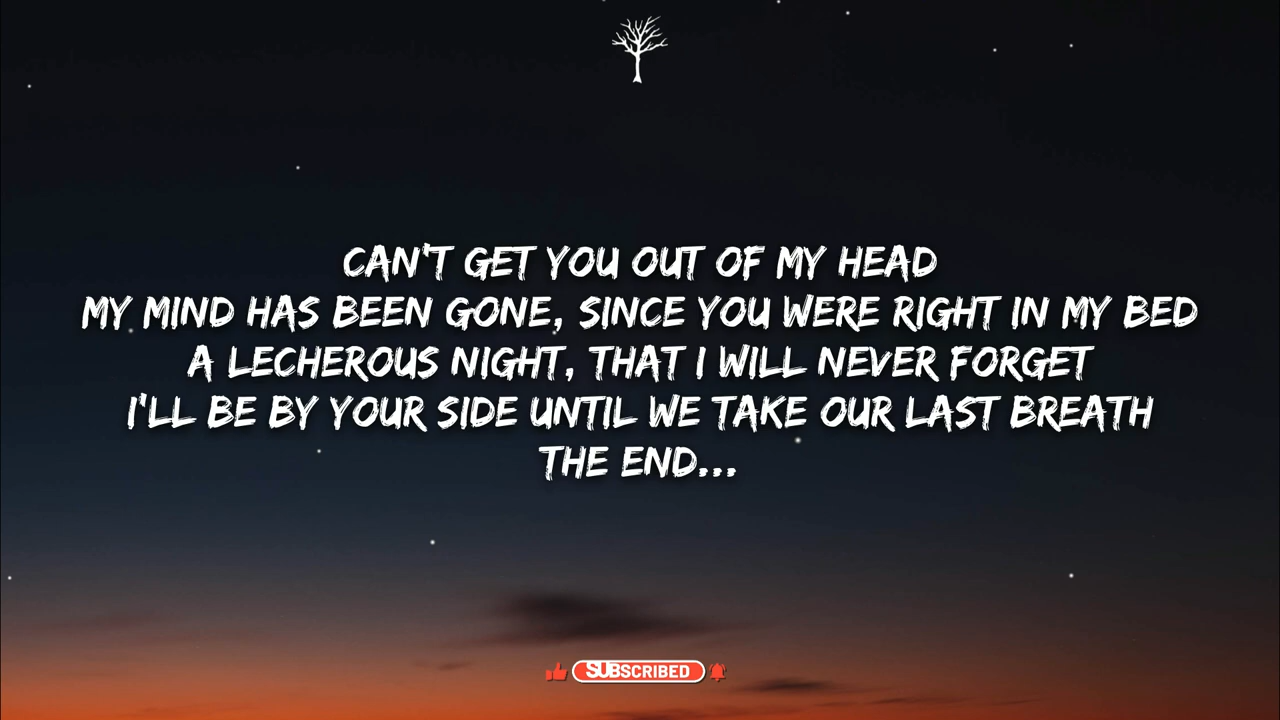 CAN'T GET YOU OUT OF MY HEAD
MY MIND HAS BEEN GONE, SINCE YOU WERE RIGHT IN MY BED
A LECHEROUS NIGHT, THAT I WILL NEVER FORGET
I'LL BE BY YOUR SIDE UNTIL WE TAKE OUR LAST BREATH
THE END...
SUBSCRIBED